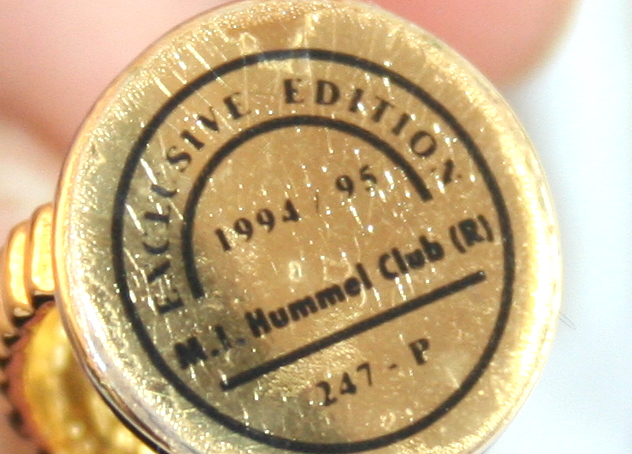 EXCLUSIVE EDITION
1994 / 95
M.I. Hummel Club (R)
247 - P